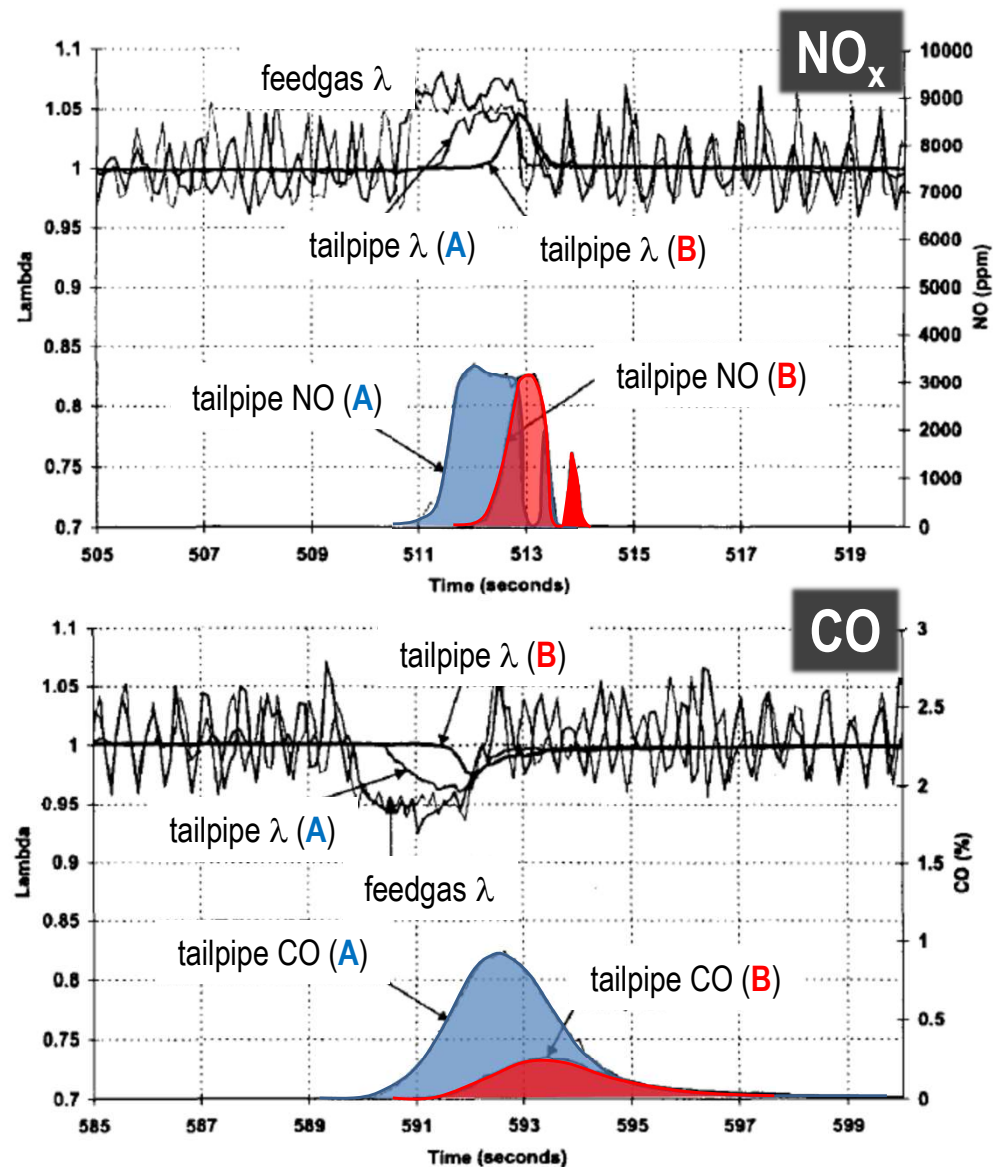 NOx
1.1
1.05
1
0.95
0.9
0.85
0.8
0.75
0.7
Lambda
10000
9000
8000
7000
6000
5000
4000
3000
2000
1000
0
NO (ppm)
feedgas λ
tailpipe λ (A)
tailpipe λ (B)
tailpipe NO (A)
tailpipe NO (B)
505 507 509 511 513 515 517 519
Time (seconds)
CO
1.1
1.05
1
0.95
0.9
0.85
0.8
0.75
0.7
Lambda
3
2.5
2
1.5
1
0.5
0
CO (%)
tailpipe λ (B)
tailpipe λ (A)
feedgas λ
tailpipe CO (A)
tailpipe CO (B)
585 587 589 591 593 595 597 599
Time (seconds)